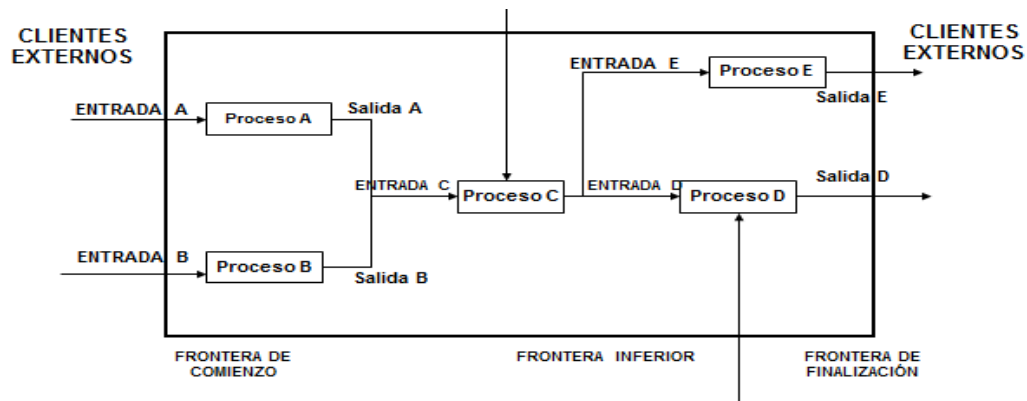 CLIENTES
EXTERNOS
CLIENTES
EXTERNOS
ENTRADA E
Proceso E
Salida E
ENTRADA A
Proceso A
Salida A
ENTRADA C
Proceso C
ENTRADA D
Proceso D
Salida D
ENTRADA B
Proceso B
Salida B
FRONTERA DE
COMIENZO
FRONTERA INFERIOR
FRONTERA DE
FINALIZACIÓN